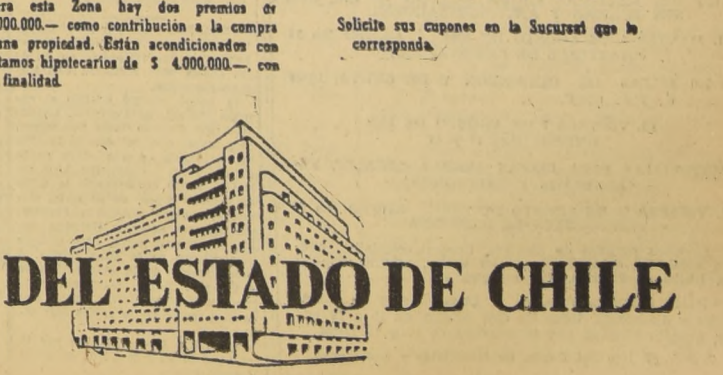 ra esta Zona hay dos premios de
000.000.— como contribución a la compra
una propiedad. Están acondicionados con
tamos hipotecarios de $ 4.000.000.—, con
finalidad.
Solicite sus cupones en la Sucursal que le
corresponda.
DEL ESTADO DE CHILE